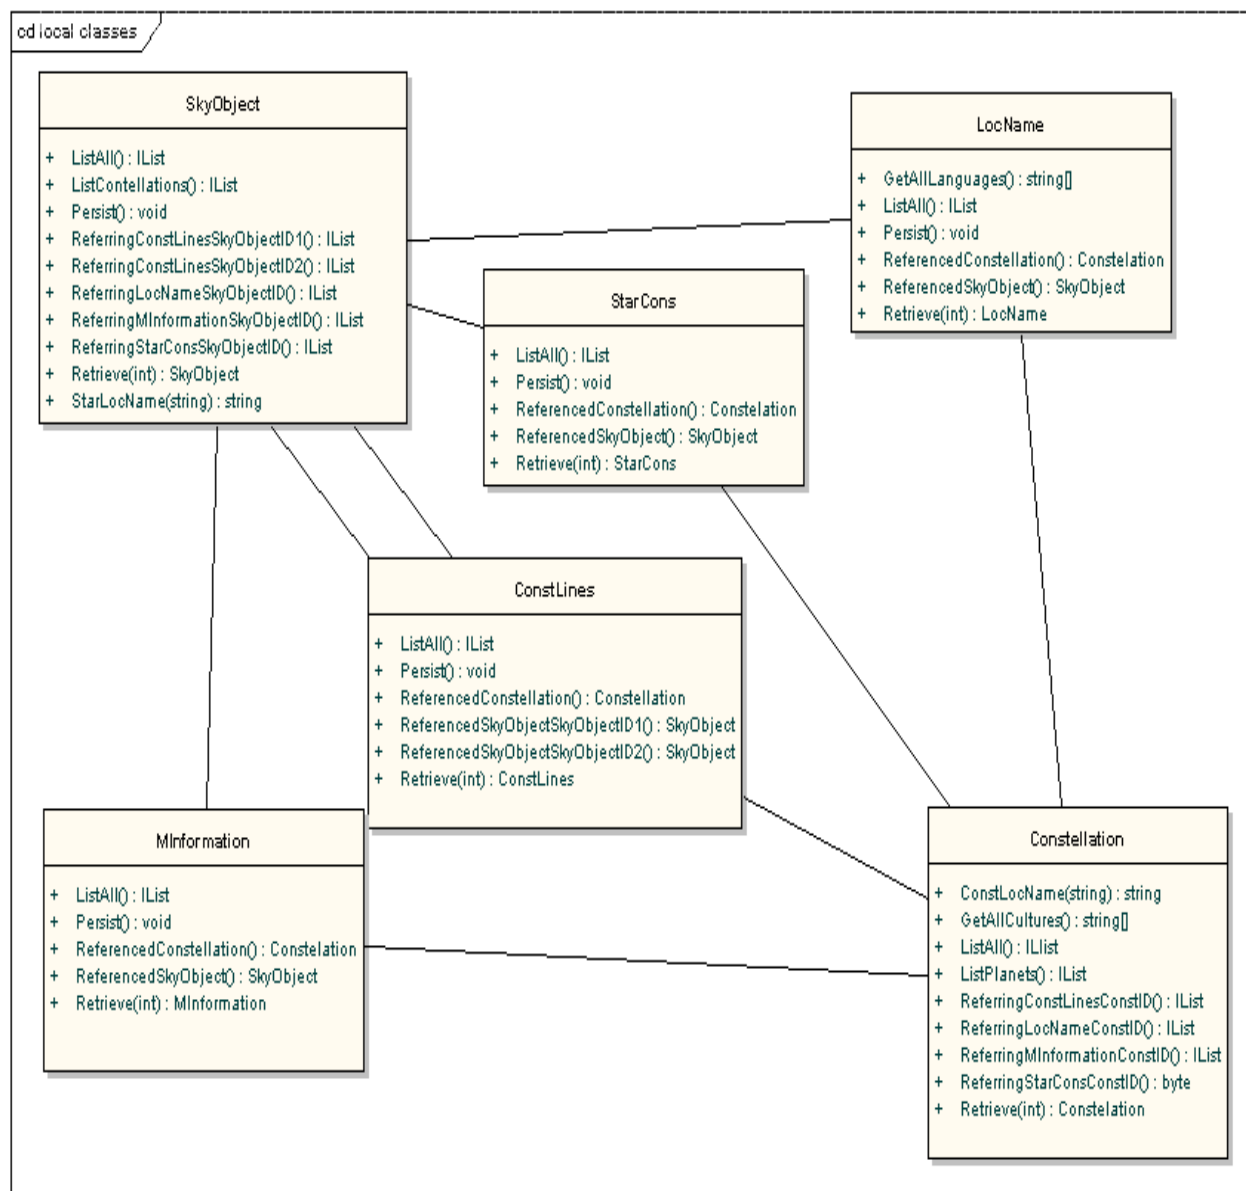 cd local classes
SkyObject
+ ListAll() : IList
+ ListContellations() : IList
+ Persist() : void
+ ReferringConstLinesSkyObjectID1() : IList
+ ReferringConstLinesSkyObjectID2() : IList
+ ReferringLocNameSkyObjectID() : IList
+ ReferringMInformationSkyObjectID() : IList
+ ReferringStarConsSkyObjectID() : IList
+ Retrieve(int) : SkyObject
+ StarLocName(string) : string
LocName
+ GetAllLanguages() : string[]
+ ListAll() : IList
+ Persist() : void
+ ReferencedConstellation() : Constelation
+ ReferencedSkyObject() : SkyObject
+ Retrieve(int) : LocName
StarCons
+ ListAll() : IList
+ Persist() : void
+ ReferencedConstellation() : Constelation
+ ReferencedSkyObject() : SkyObject
+ Retrieve(int) : StarCons
ConstLines
+ ListAll() : IList
+ Persist() : void
+ ReferencedConstellation() : Constellation
+ ReferencedSkyObjectSkyObjectID1() : SkyObject
+ ReferencedSkyObjectSkyObjectID2() : SkyObject
+ Retrieve(int) : ConstLines
MInformation
+ ListAll() : IList
+ Persist() : void
+ ReferencedConstellation() : Constelation
+ ReferencedSkyObject() : SkyObject
+ Retrieve(int) : MInformation
Constellation
+ ConstLocName(string) : string
+ GetAllCultures() : string[]
+ ListAll() : ILlist
+ ListPlanets() : IList
+ ReferringConstLinesConstID() : IList
+ ReferringLocNameConstID() : IList
+ ReferringMInformationConstID() : IList
+ ReferringStarConsConstID() : byte
+ Retrieve(int) : Constelation